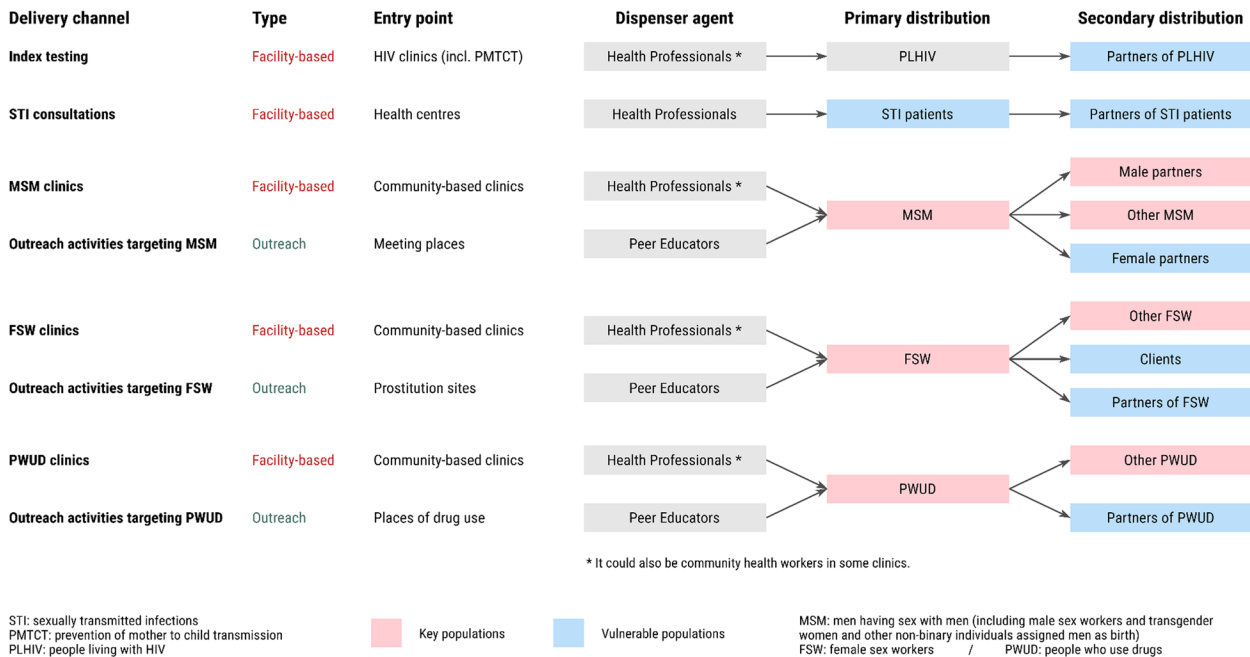 Delivery channel Type Entry point Dispenser agent Primary distribution Secondary distribution
Index testing Facility-based HIV clinics (incl. PMTCT) Health Professionals * PLHIV Partners of PLHIV
STI consultations Facility-based Health centres Health Professionals STI patients Partners of STI patients
Male partners
MSM clinics Facility-based Community-based clinics Health Professionals *
MSM Other MSM
Outreach activities targeting MSM Outreach Meeting places Peer Educators
Female partners
Other FSW
FSW clinics Facility-based Community-based clinics Health Professionals *
FSW Clients
Outreach activities targeting FSW Outreach Prostitution sites Peer Educators
Partners of FSW
PWUD clinics Facility-based Community-based clinics Health Professionals * Other PWUD
PWUD
Outreach activities targeting PWUD Outreach Places of drug use Peer Educators Partners of PWUD
* It could also be community health workers in some clinics.
STI: sexually transmitted infections
PMTCT: prevention of mother to child transmission
PLHIV: people living with HIV
Key populations
Vulnerable populations
MSM: men having sex with men (including male sex workers and transgender
women and other non-binary individuals assigned men as birth)
FSW: female sex workers / PWUD: people who use drugs